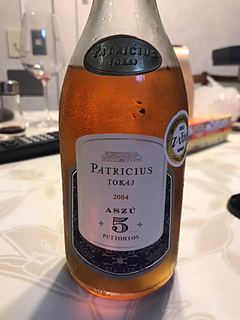 PATRICIUS
TOKAJ
PATRICIUS
TOKAJ
2004
ASZÚ
5
PUTTONYOS